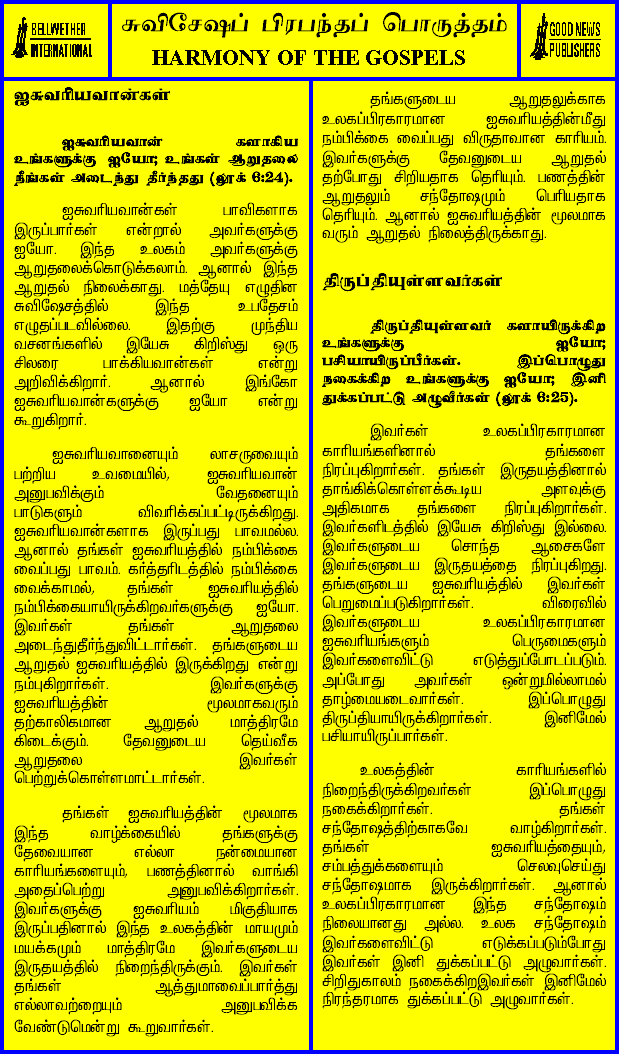 BELLWETHER
INTERNATIONAL
சுவிசேஷப் பிரபந்தப் பொருத்தம்
HARMONY OF THE GOSPELS
GOOD NEWS
PUBLISHERS
ஐசுவரியவான்கள்
ஐசுவரியவான் களாகிய
உங்களுக்கு ஐயோ; உங்கள் ஆறுதலை
நீங்கள் அடைந்து தீர்ந்தது (லூக் 6:24).
ஐசுவரியவான்கள் பாவிகளாக
இருப்பார்கள் என்றால் அவர்களுக்கு
ஐயோ. இந்த உலகம் அவர்களுக்கு
ஆறுதலைக்கொடுக்கலாம். ஆனால் இந்த
ஆறுதல் நிலைக்காது. மத்தேயு எழுதின
சுவிஷேசத்தில் இந்த உபதேசம்
எழுதப்படவில்லை. இதற்கு முந்திய
வசனங்களில் இயேசு கிறிஸ்து ஒரு
சிலரை பாக்கியவான்கள் என்று
அறிவிக்கிறார். ஆனால் இங்கோ
ஐசுவரியவான்களுக்கு ஐயோ என்று
கூறுகிறார்.
ஐசுவரியவானையும் லாசருவையும்
பற்றிய உவமையில், ஐசுவரியவான்
அனுபவிக்கும் வேதனையும்
பாடுகளும் விவரிக்கப்பட்டிருக்கிறது.
ஐசுவரியவான்களாக இருப்பது பாவமல்ல.
ஆனால் தங்கள் ஐசுவரியத்தில் நம்பிக்கை
வைப்பது பாவம். கர்த்தரிடத்தில் நம்பிக்கை
வைக்காமல், தங்கள் ஐசுவரியத்தில்
நம்பிக்கையாயிருக்கிறவர்களுக்கு ஐயோ.
இவர்கள் தங்கள் ஆறுதலை
அடைந்துதீர்ந்துவிட்டார்கள். தங்களுடைய
ஆறுதல் ஐசுவரியத்தில் இருக்கிறது என்று
நம்புகிறார்கள். இவர்களுக்கு
ஐசுவரியத்தின் மூலமாகவரும்
தற்காலிகமான ஆறுதல் மாத்திரமே
கிடைக்கும். தேவனுடைய தெய்வீக
ஆறுதலை இவர்கள்
பெற்றுக்கொள்ளமாட்டார்கள்.
தங்கள் ஐசுவரியத்தின் மூலமாக
இந்த வாழ்க்கையில் தங்களுக்கு
தேவையான எல்லா நன்மையான
காரியங்களையும், பணத்தினால் வாங்கி
அதைப்பெற்று அனுபவிக்கிறார்கள்.
இவர்களுக்கு ஐசுவரியம் மிகுதியாக
இருப்பதினால் இந்த உலகத்தின் மாயமும்
மயக்கமும் மாத்திரமே இவர்களுடைய
இருதயத்தில் நிறைந்திருக்கும். இவர்கள்
தங்கள் ஆத்துமாவைப்பார்த்து
எல்லாவற்றையும் அனுபவிக்க
வேண்டுமென்று கூறுவார்கள்.
தங்களுடைய ஆறுதலுக்காக
உலகப்பிரகாரமான ஐசுவரியத்தின்மீது
நம்பிக்கை வைப்பது விருதாவான காரியம்.
இவர்களுக்கு தேவனுடைய ஆறுதல்
தற்போது சிறியதாக தெரியும். பணத்தின்
ஆறுதலும் சந்தோஷமும் பெரியதாக
தெரியும். ஆனால் ஐசுவரியத்தின் மூலமாக
வரும் ஆறுதல் நிலைத்திருக்காது.
திருப்தியுள்ளவர்கள்
திருப்தியுள்ளவர் களாயிருக்கிற
உங்களுக்கு ஐயோ;
பசியாயிருப்பீர்கள். இப்பொழுது
நகைக்கிற உங்களுக்கு ஐயோ; இனி
துக்கப்பட்டு அழுவீர்கள் (லூக் 6:25).
இவர்கள் உலகப்பிரகாரமான
காரியங்களினால் தங்களை
நிரப்புகிறார்கள். தங்கள் இருதயத்தினால்
தாங்கிக்கொள்ளக்கூடிய அளவுக்கு
அதிகமாக தங்களை நிரப்புகிறார்கள்.
இவர்களிடத்தில் இயேசு கிறிஸ்து இல்லை.
இவர்களுடைய சொந்த ஆசைகளே
இவர்களுடைய இருதயத்தை நிரப்புகிறது.
தங்களுடைய ஐசுவரியத்தில் இவர்கள்
பெறுமைப்படுகிறார்கள். விரைவில்
இவர்களுடைய உலகப்பிரகாரமான
ஐசுவரியங்களும் பெருமைகளும்
இவர்களைவிட்டு எடுத்துப்போடப்படும்.
அப்போது அவர்கள் ஒன்றுமில்லாமல்
தாழ்மையடைவார்கள். இப்பொழுது
திருப்தியாயிருக்கிறார்கள். இனிமேல்
பசியாயிருப்பார்கள்.
உலகத்தின் காரியங்களில்
நிறைந்திருக்கிறவர்கள் இப்பொழுது
நகைக்கிறார்கள். தங்கள்
சந்தோஷத்திற்காகவே வாழ்கிறார்கள்.
தங்கள் ஐசுவரியத்தையும்,
சம்பத்துக்களையும் செலவுசெய்து
சந்தோஷமாக இருக்கிறார்கள். ஆனால்
உலகப்பிரகாரமான இந்த சந்தோஷம்
நிலையானது அல்ல. உலக சந்தோஷம்
இவர்களைவிட்டு எடுக்கப்படும்போது
இவர்கள் இனி துக்கப்பட்டு அழுவார்கள்.
சிறிதுகாலம் நகைக்கிறஇவர்கள் இனிமேல்
நிரந்தரமாக துக்கப்பட்டு அழுவார்கள்.